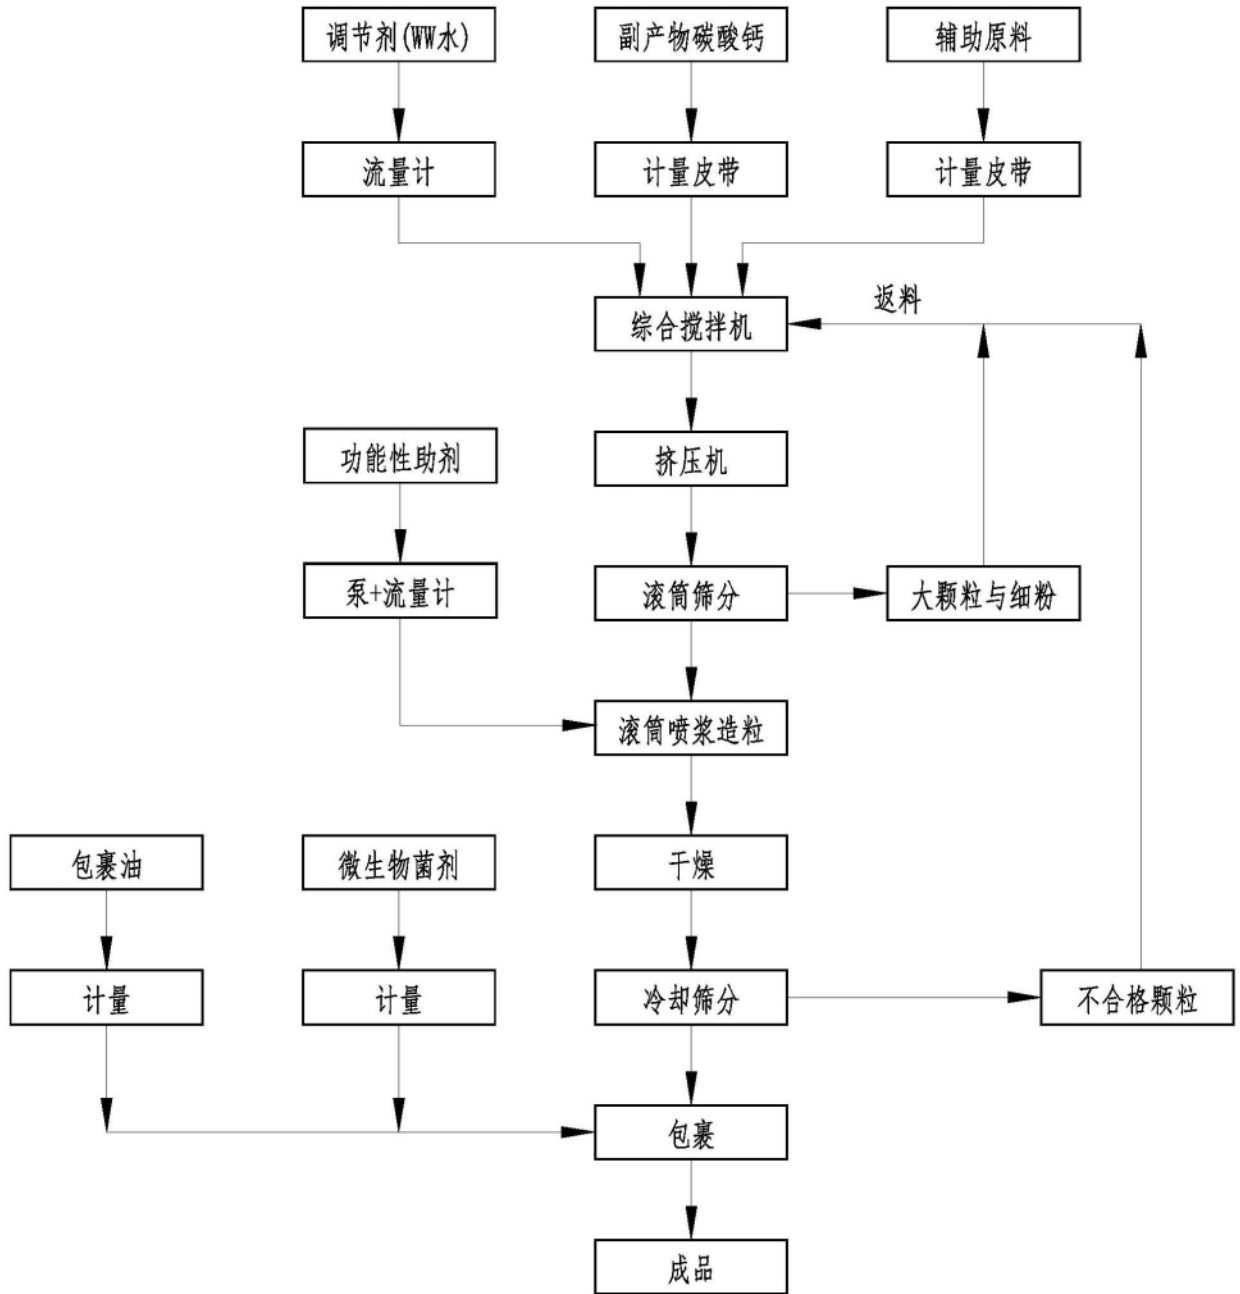 调节剂(WW水)
副产物碳酸钙
辅助原料
流量计
计量皮带
计量皮带
返料
综合搅拌机
功能性助剂
挤压机
泵+流量计
滚筒筛分
大颗粒与细粉
滚筒喷浆造粒
包裹油
微生物菌剂
干燥
计量
计量
冷却筛分
不合格颗粒
包裹
成品